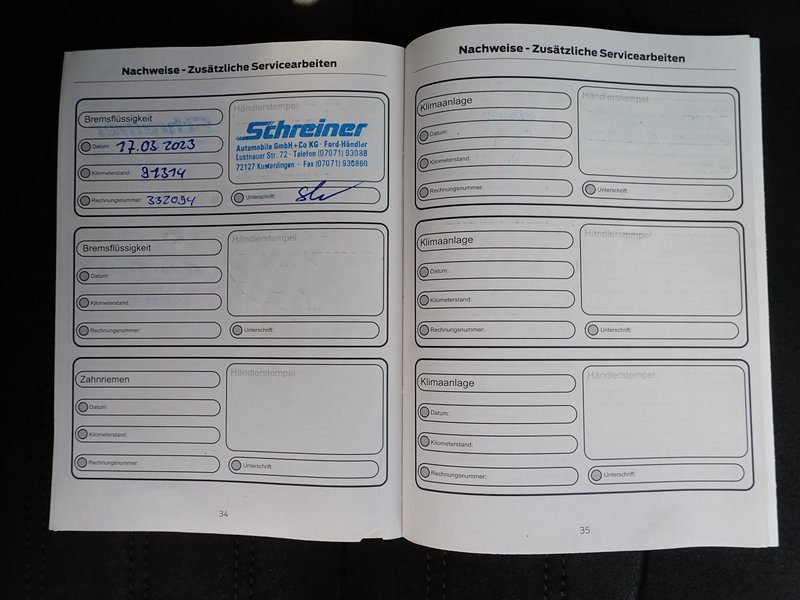 Nachweise - Zusätzliche Servicearbeiten
Bremsflüssigkeit
Händlerstempel
Datum: 17.03 2023
Kilometerstand: 91314
Rechnungsnummer: 332094
Schreiner
Automobile GmbH + Co KG · Ford-Händler
Lustnauer Str. 72 · Telefon (07071) 93088
72127 Kusterdingen · Fax (07071) 930860
Unterschrift:
Bremsflüssigkeit
Händlerstempel
Datum:
Kilometerstand:
Rechnungsnummer:
Unterschrift:
Zahnriemen
Händlerstempel
Datum:
Kilometerstand:
Rechnungsnummer:
Unterschrift:
34
Nachweise - Zusätzliche Servicearbeiten
Klimaanlage
Händlerstempel
Datum:
Kilometerstand:
Rechnungsnummer:
Unterschrift:
Klimaanlage
Händlerstempel
Datum:
Kilometerstand:
Rechnungsnummer:
Unterschrift:
Klimaanlage
Händlerstempel
Datum:
Kilometerstand:
Rechnungsnummer:
Unterschrift:
35